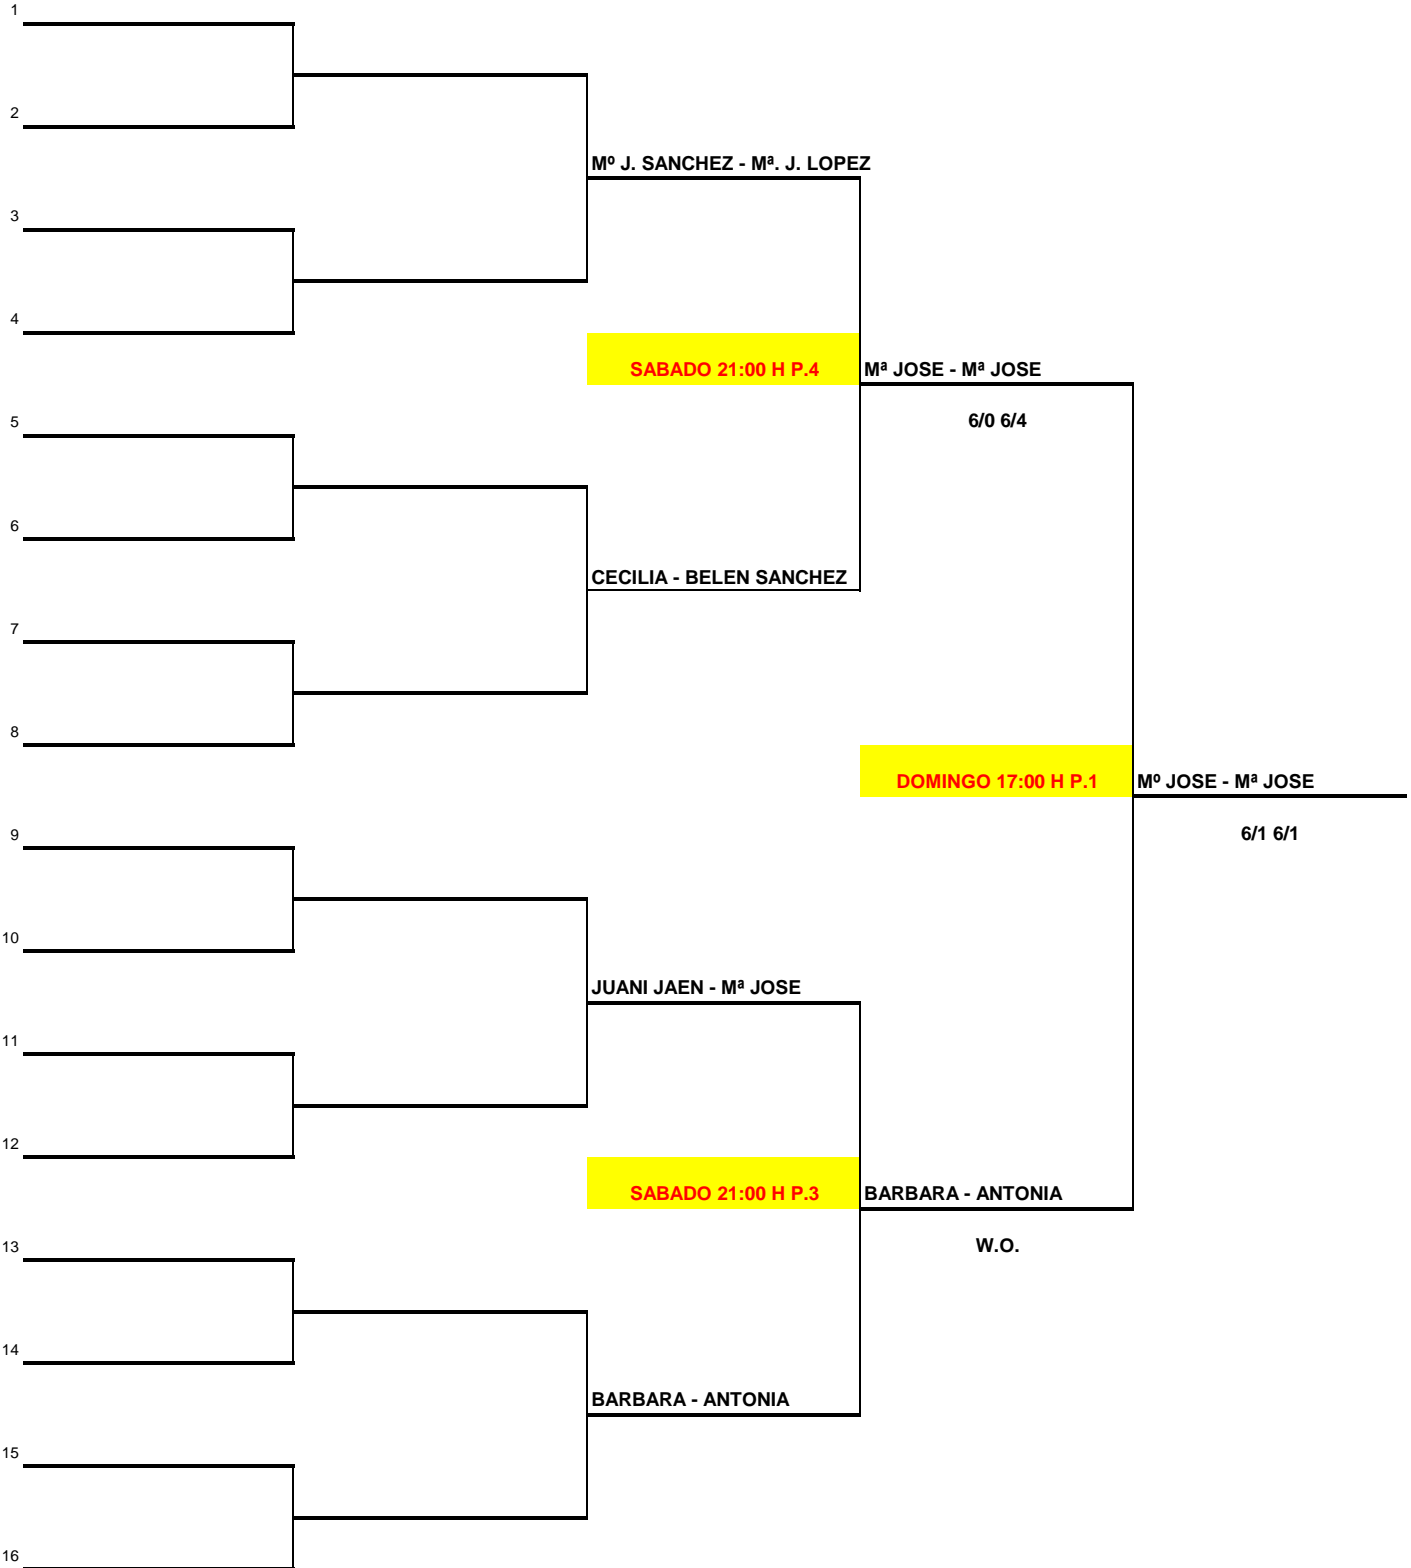 1
2
Mº J. SANCHEZ - Mª. J. LOPEZ
3
4
SABADO 21:00 H P.4
Mª JOSE - Mª JOSE
5
6/0 6/4
6
CECILIA - BELEN SANCHEZ
7
8
DOMINGO 17:00 H P.1
Mº JOSE - Mª JOSE
9
6/1 6/1
10
JUANI JAEN - Mª JOSE
11
12
SABADO 21:00 H P.3
BARBARA - ANTONIA
13
W.O.
14
BARBARA - ANTONIA
15
16